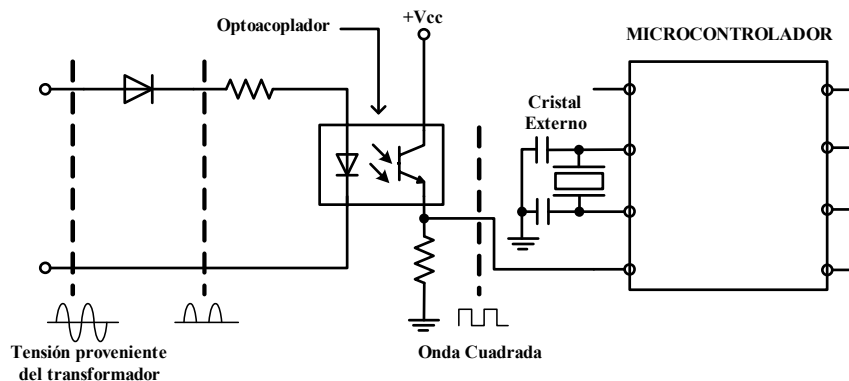 +Vcc
Optoacoplador
MICROCONTROLADOR
Cristal
Externo
Tensión proveniente
del transformador
Onda Cuadrada